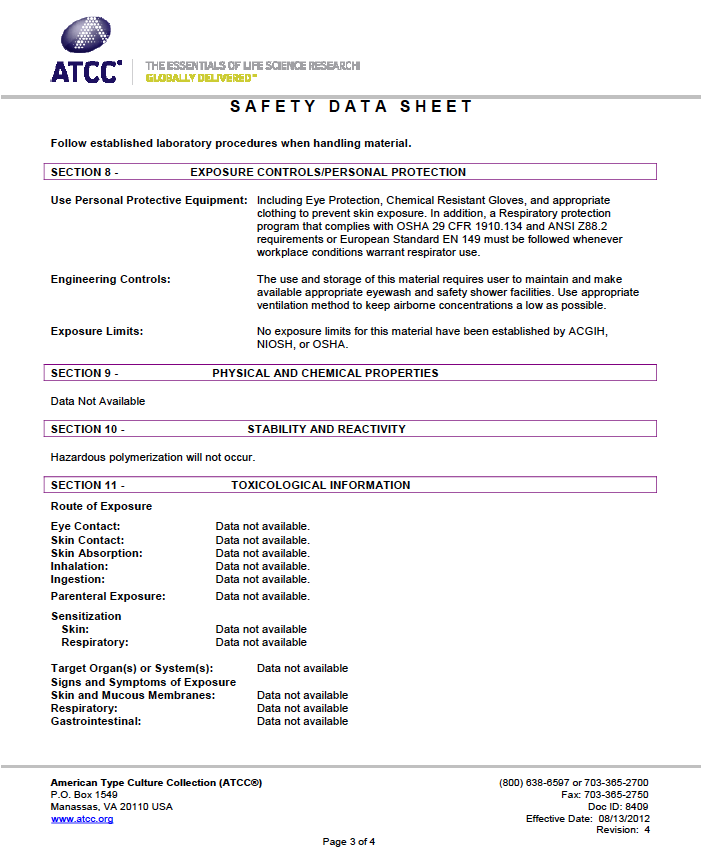 ATCC®
THE ESSENTIALS OF LIFE SCIENCE RESEARCH
GLOBALLY DELIVERED™
SAFETY DATA SHEET
Follow established laboratory procedures when handling material.
SECTION 8 - EXPOSURE CONTROLS/PERSONAL PROTECTION
Use Personal Protective Equipment: Including Eye Protection, Chemical Resistant Gloves, and appropriate
clothing to prevent skin exposure. In addition, a Respiratory protection
program that complies with OSHA 29 CFR 1910.134 and ANSI Z88.2
requirements or European Standard EN 149 must be followed whenever
workplace conditions warrant respirator use.
Engineering Controls: The use and storage of this material requires user to maintain and make
available appropriate eyewash and safety shower facilities. Use appropriate
ventilation method to keep airborne concentrations a low as possible.
Exposure Limits: No exposure limits for this material have been established by ACGIH,
NIOSH, or OSHA.
SECTION 9 - PHYSICAL AND CHEMICAL PROPERTIES
Data Not Available
SECTION 10 - STABILITY AND REACTIVITY
Hazardous polymerization will not occur.
SECTION 11 - TOXICOLOGICAL INFORMATION
Route of Exposure
Eye Contact: Data not available.
Skin Contact: Data not available.
Skin Absorption: Data not available.
Inhalation: Data not available.
Ingestion: Data not available.
Parenteral Exposure: Data not available.
Sensitization
Skin: Data not available
Respiratory: Data not available
Target Organ(s) or System(s): Data not available
Signs and Symptoms of Exposure
Skin and Mucous Membranes: Data not available
Respiratory: Data not available
Gastrointestinal: Data not available
American Type Culture Collection (ATCC®) (800) 638-6597 or 703-365-2700
P.O. Box 1549 Fax: 703-365-2750
Manassas, VA 20110 USA Doc ID: 8409
www.atcc.org Effective Date: 08/13/2012
Revision: 4
Page 3 of 4